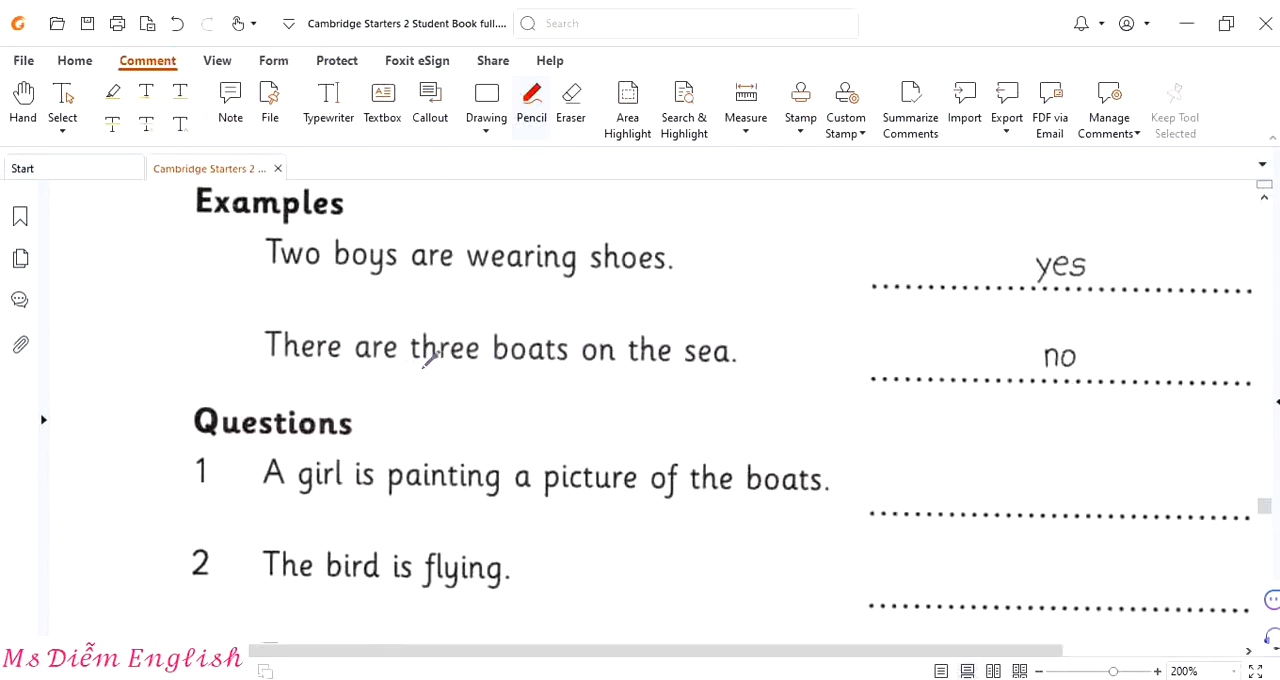 Cambridge Starters 2 Student Book full....
Search
File Home Comment View Form Protect Foxit eSign Share Help
Hand Select Note File Typewriter Textbox Callout Drawing Pencil Eraser Area Highlight Search & Highlight Measure Stamp Custom Stamp Summarize Comments Import Export FDF via Email Manage Comments Keep Tool Selected
Start Cambridge Starters 2 ...
Examples
Two boys are wearing shoes. yes
There are three boats on the sea. no
Questions
1 A girl is painting a picture of the boats.
2 The bird is flying.
Ms Diễm English
200%